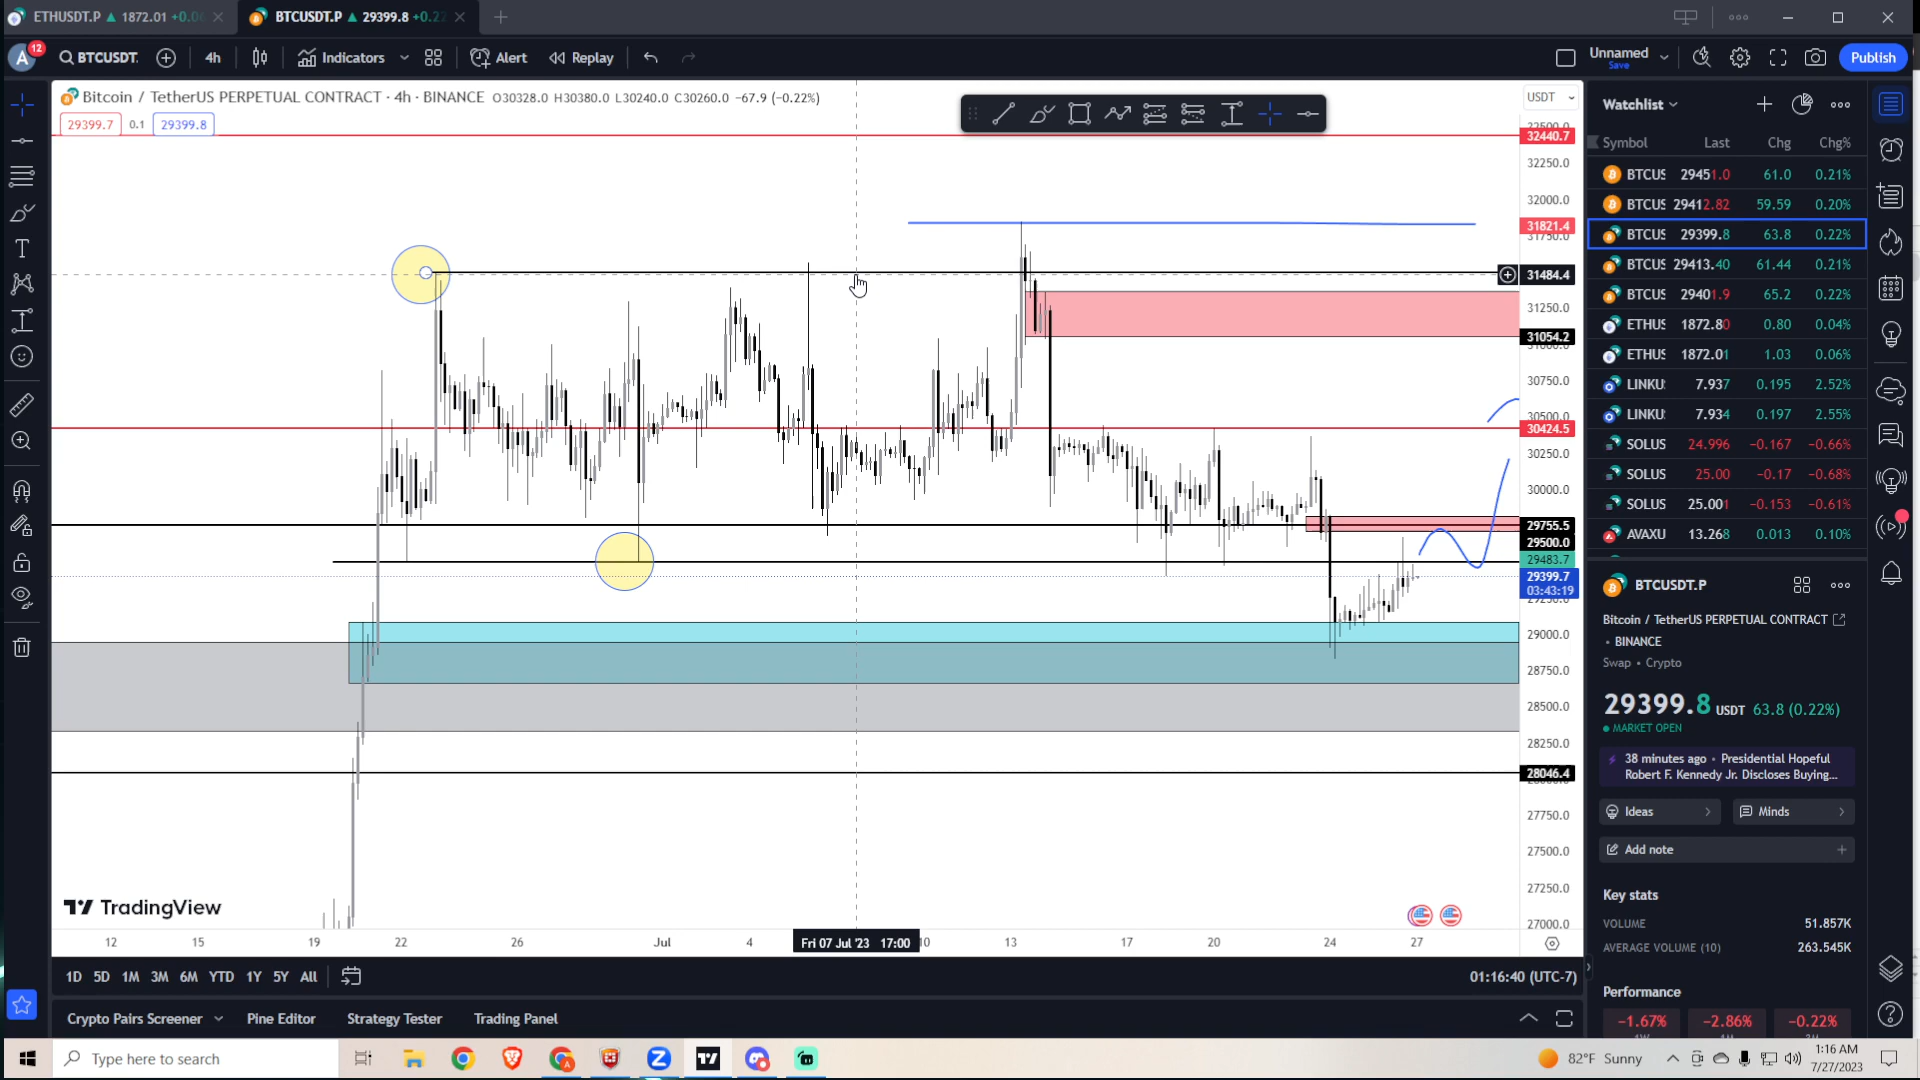 ETHUSDT.P ▲ 1872.01 +0.0
BTCUSDT.P ▲ 29399.8 +0.22
A 12
BTCUSDT.
4h
Indicators
Alert
Replay
Unnamed
Save
Publish
Bitcoin / TetherUS PERPETUAL CONTRACT · 4h · BINANCE O30328.0 H30380.0 L30240.0 C30260.0 −67.9 (−0.22%)
29399.7 0.1 29399.8
USDT
32440.7
32250.0
32000.0
31821.4
31484.4
31250.0
31054.2
30750.0
30500.0
30424.5
30250.0
30000.0
29755.5
29500.0
29483.7
29399.7
03:43:19
29000.0
28750.0
28500.0
28250.0
28046.4
27750.0
27500.0
27250.0
27000.0
TradingView
12 15 19 22 26 Jul 4 Fri 07 Jul '23 17:00 10 13 17 20 24 27
1D 5D 1M 3M 6M YTD 1Y 5Y All
01:16:40 (UTC-7)
Crypto Pairs Screener Pine Editor Strategy Tester Trading Panel
Watchlist
Symbol Last Chg Chg%
BTCUS 29451.0 61.0 0.21%
BTCUS 29412.82 59.59 0.20%
BTCUS 29399.8 63.8 0.22%
BTCUS 29413.40 61.44 0.21%
BTCUS 29401.9 65.2 0.22%
ETHUS 1872.80 0.80 0.04%
ETHUS 1872.01 1.03 0.06%
LINKU 7.937 0.195 2.52%
LINKU 7.934 0.197 2.55%
SOLUS 24.996 −0.167 −0.66%
SOLUS 25.00 −0.17 −0.68%
SOLUS 25.001 −0.153 −0.61%
AVAXU 13.268 0.013 0.10%
BTCUSDT.P
Bitcoin / TetherUS PERPETUAL CONTRACT
• BINANCE
Swap • Crypto
29399.8 USDT 63.8 (0.22%)
MARKET OPEN
38 minutes ago • Presidential Hopeful
Robert F. Kennedy Jr. Discloses Buying...
Ideas
Minds
Add note
Key stats
VOLUME 51.857K
AVERAGE VOLUME (10) 263.545K
Performance
−1.67% −2.86% −0.22%
Type here to search
82°F Sunny
1:16 AM
7/27/2023